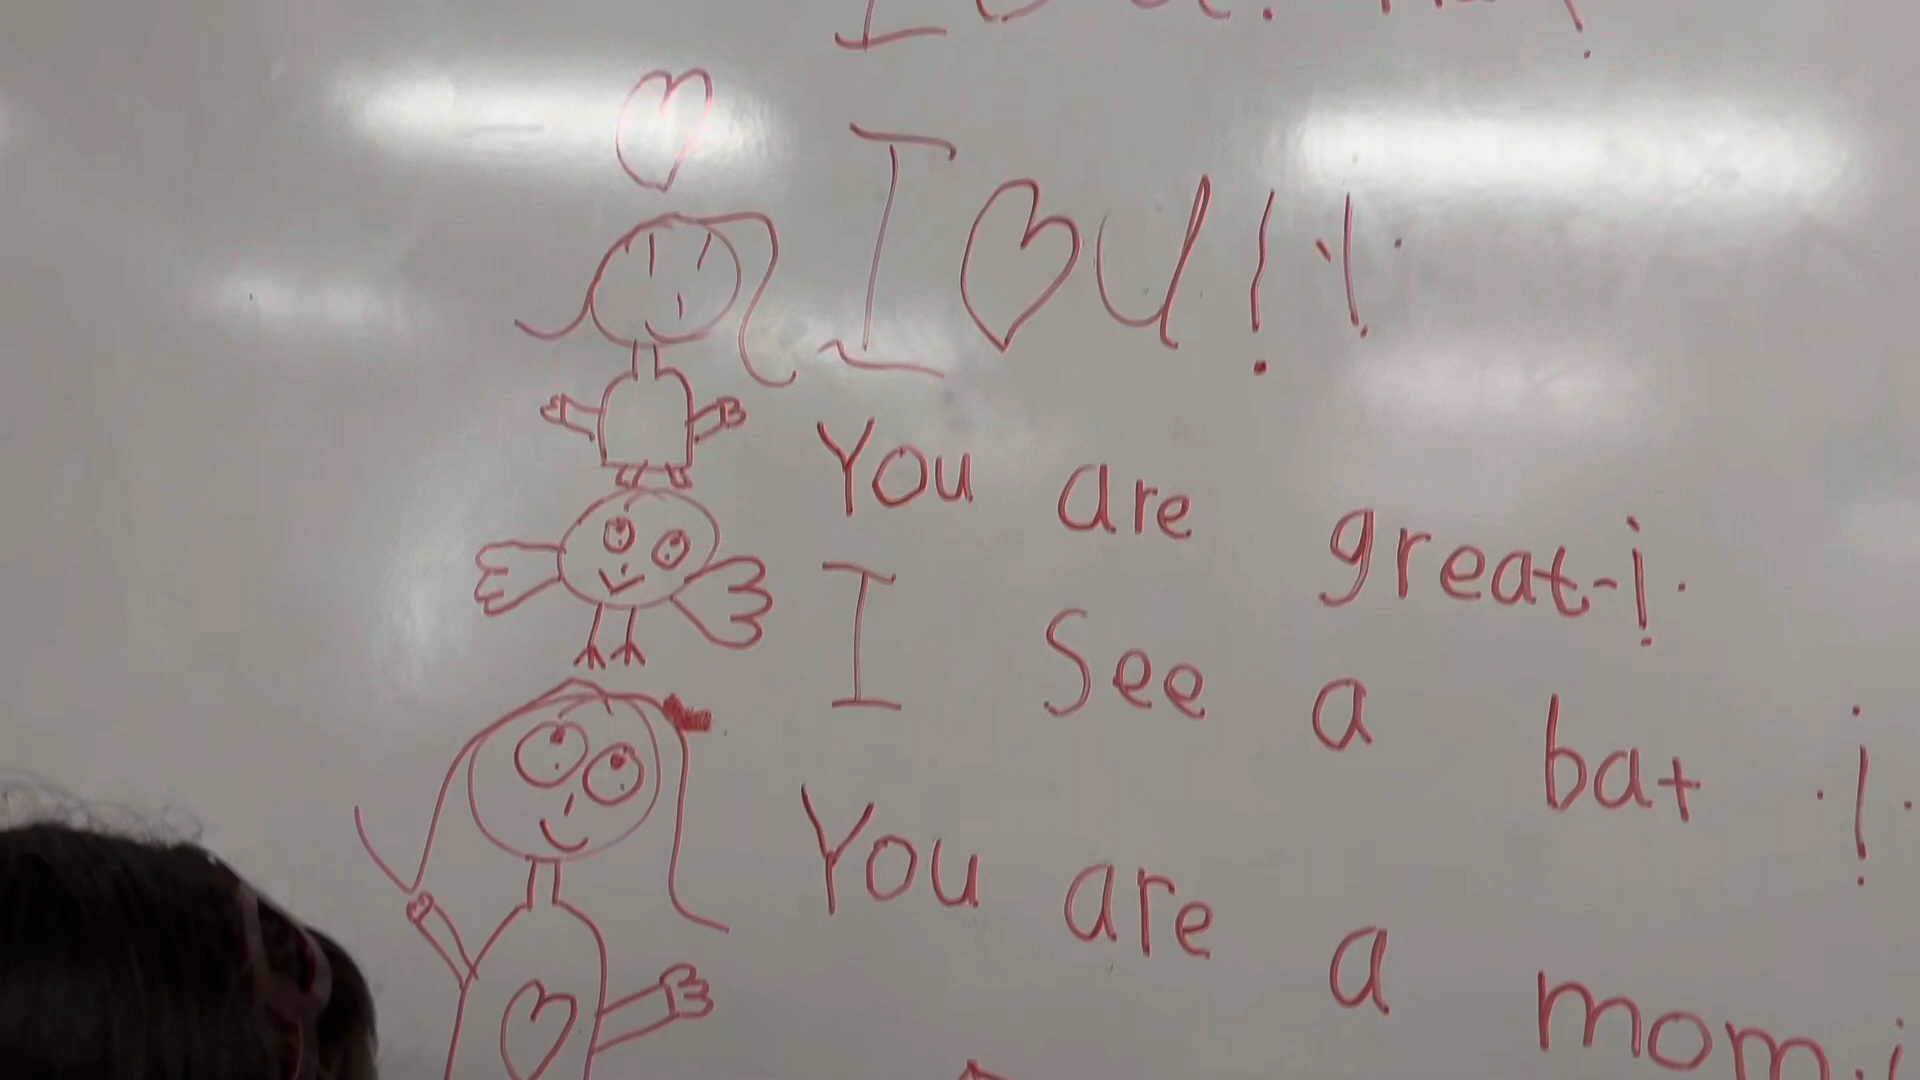 I ♡ U!!
You are great!
I See a bat!
You are a mom!